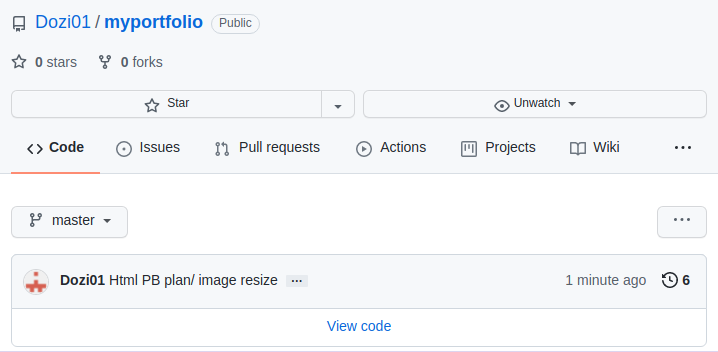 Dozi01 / myportfolio Public
0 stars 0 forks
Star Unwatch
Code Issues Pull requests Actions Projects Wiki ...
master ...
Dozi01 Html PB plan/ image resize ... 1 minute ago 6
View code